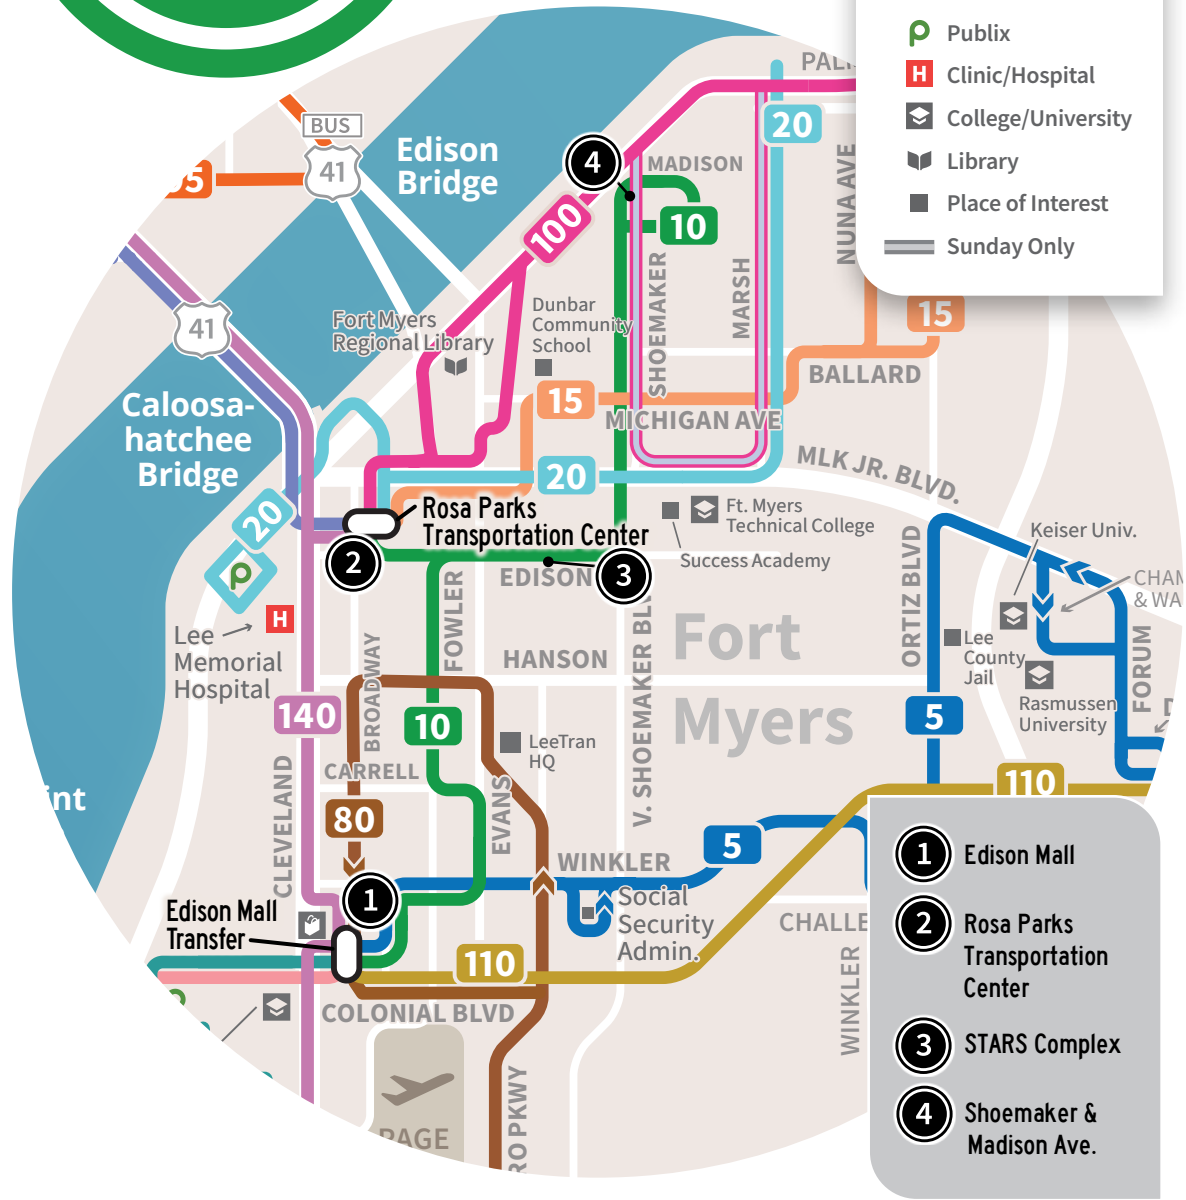 Publix
H
Clinic/Hospital
College/University
Library
Place of Interest
Sunday Only
BUS
41
Edison
Bridge
4
MADISON
20
NUNA AVE
100
10
MARSH
SHOEMAKER
41
Fort Myers
Regional Library
Dunbar
Community
School
15
BALLARD
Caloosa-
hatchee
Bridge
15
MICHIGAN AVE
20
MLK JR. BLVD.
20
Rosa Parks
Transportation Center
Ft. Myers
Technical College
Success Academy
2
EDISON
3
ORTIZ BLVD
Keiser Univ.
& WA
H
Lee
Memorial
Hospital
FOWLER
BROADWAY
HANSON
V. SHOEMAKER BL
Fort
Myers
Lee
County
Jail
Rasmussen
University
FORUM
140
10
5
LeeTran
HQ
CARRELL
110
CLEVELAND
80
EVANS
5
WINKLER
1
Edison Mall
Transfer
Social
Security
Admin.
CHALLE
WINKLER
110
COLONIAL BLVD
RO PKWY
1
Edison Mall
2
Rosa Parks
Transportation
Center
3
STARS Complex
4
Shoemaker &
Madison Ave.